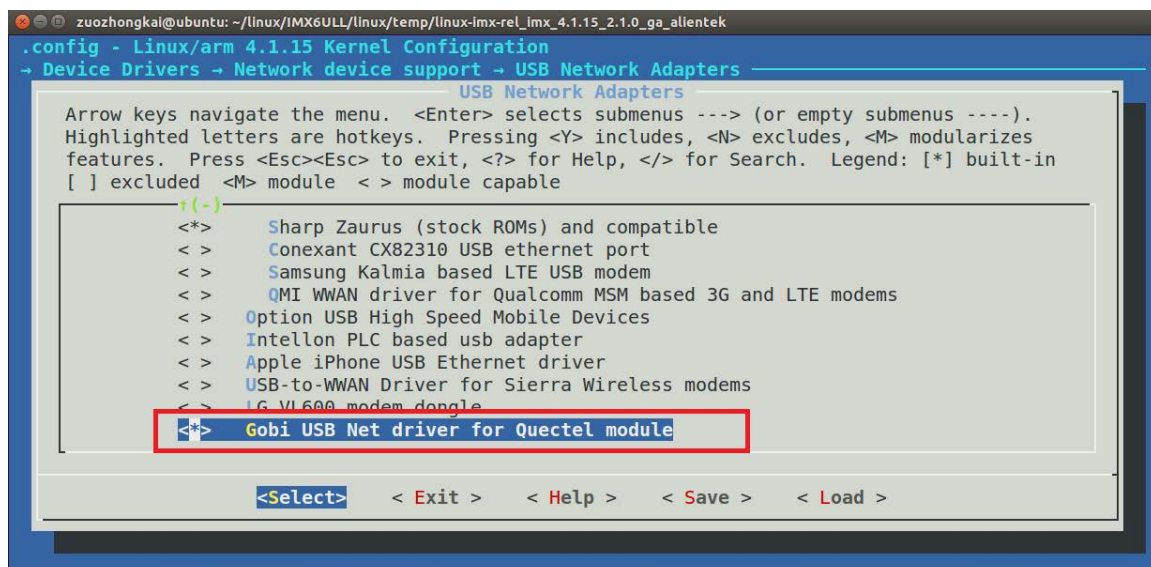 zuozhongkai@ubuntu: ~/linux/IMX6ULL/linux/temp/linux-imx-rel_imx_4.1.15_2.1.0_ga_alientek
.config - Linux/arm 4.1.15 Kernel Configuration
→ Device Drivers → Network device support → USB Network Adapters
USB Network Adapters
Arrow keys navigate the menu.  <Enter> selects submenus ---> (or empty submenus ----).
Highlighted letters are hotkeys.  Pressing <Y> includes, <N> excludes, <M> modularizes
features.  Press <Esc><Esc> to exit, <?> for Help, </> for Search.  Legend: [*] built-in
[ ] excluded  <M> module  < > module capable
↑(-)
<*>     Sharp Zaurus (stock ROMs) and compatible
< >     Conexant CX82310 USB ethernet port
< >     Samsung Kalmia based LTE USB modem
< >     QMI WWAN driver for Qualcomm MSM based 3G and LTE modems
< >   Option USB High Speed Mobile Devices
< >   Intellon PLC based usb adapter
< >   Apple iPhone USB Ethernet driver
< >   USB-to-WWAN Driver for Sierra Wireless modems
< >   LG VL600 modem dongle
<*>   Gobi USB Net driver for Quectel module
<Select>    < Exit >    < Help >    < Save >    < Load >